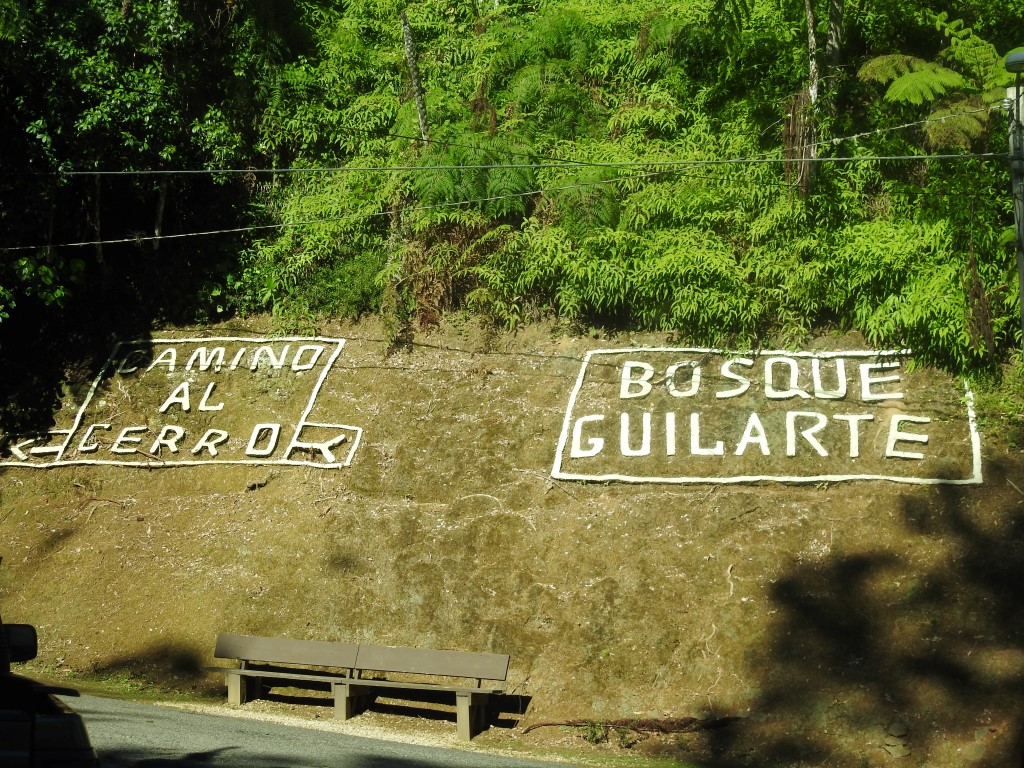 CAMINO
AL
CERRO
BOSQUE
GUILARTE